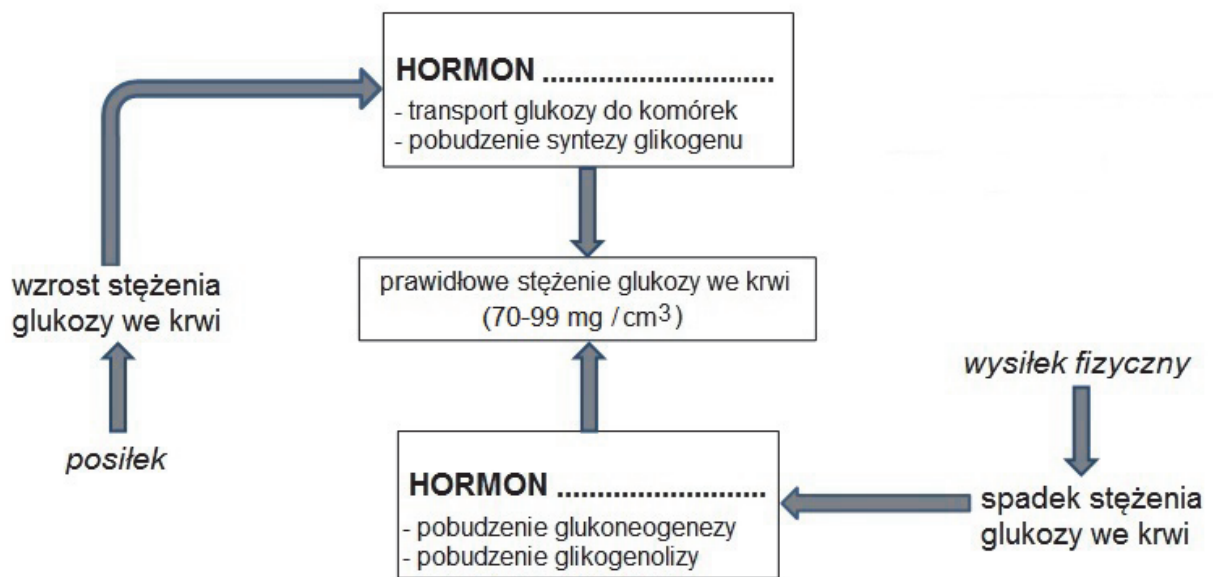 HORMON ..............................
- transport glukozy do komórek
- pobudzenie syntezy glikogenu
wzrost stężenia
glukozy we krwi
posiłek
prawidłowe stężenie glukozy we krwi
(70-99 mg / cm³)
wysiłek fizyczny
spadek stężenia
glukozy we krwi
HORMON ...........................
- pobudzenie glukoneogenezy
- pobudzenie glikogenolizy